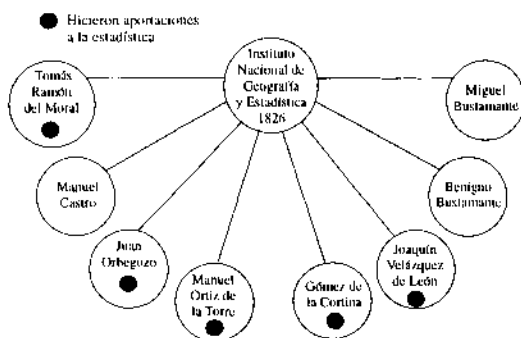 Hicieron aportaciones
a la estadística
Instituto
Nacional de
Geografía
y Estadística
1826
Tomás
Ramón
del Moral
Miguel
Bustamante
Manuel
Castro
Benigno
Bustamante
Juan
Orbegozo
Joaquín
Velázquez
de León
Manuel
Ortiz de
la Torre
Gómez de
la Cortina